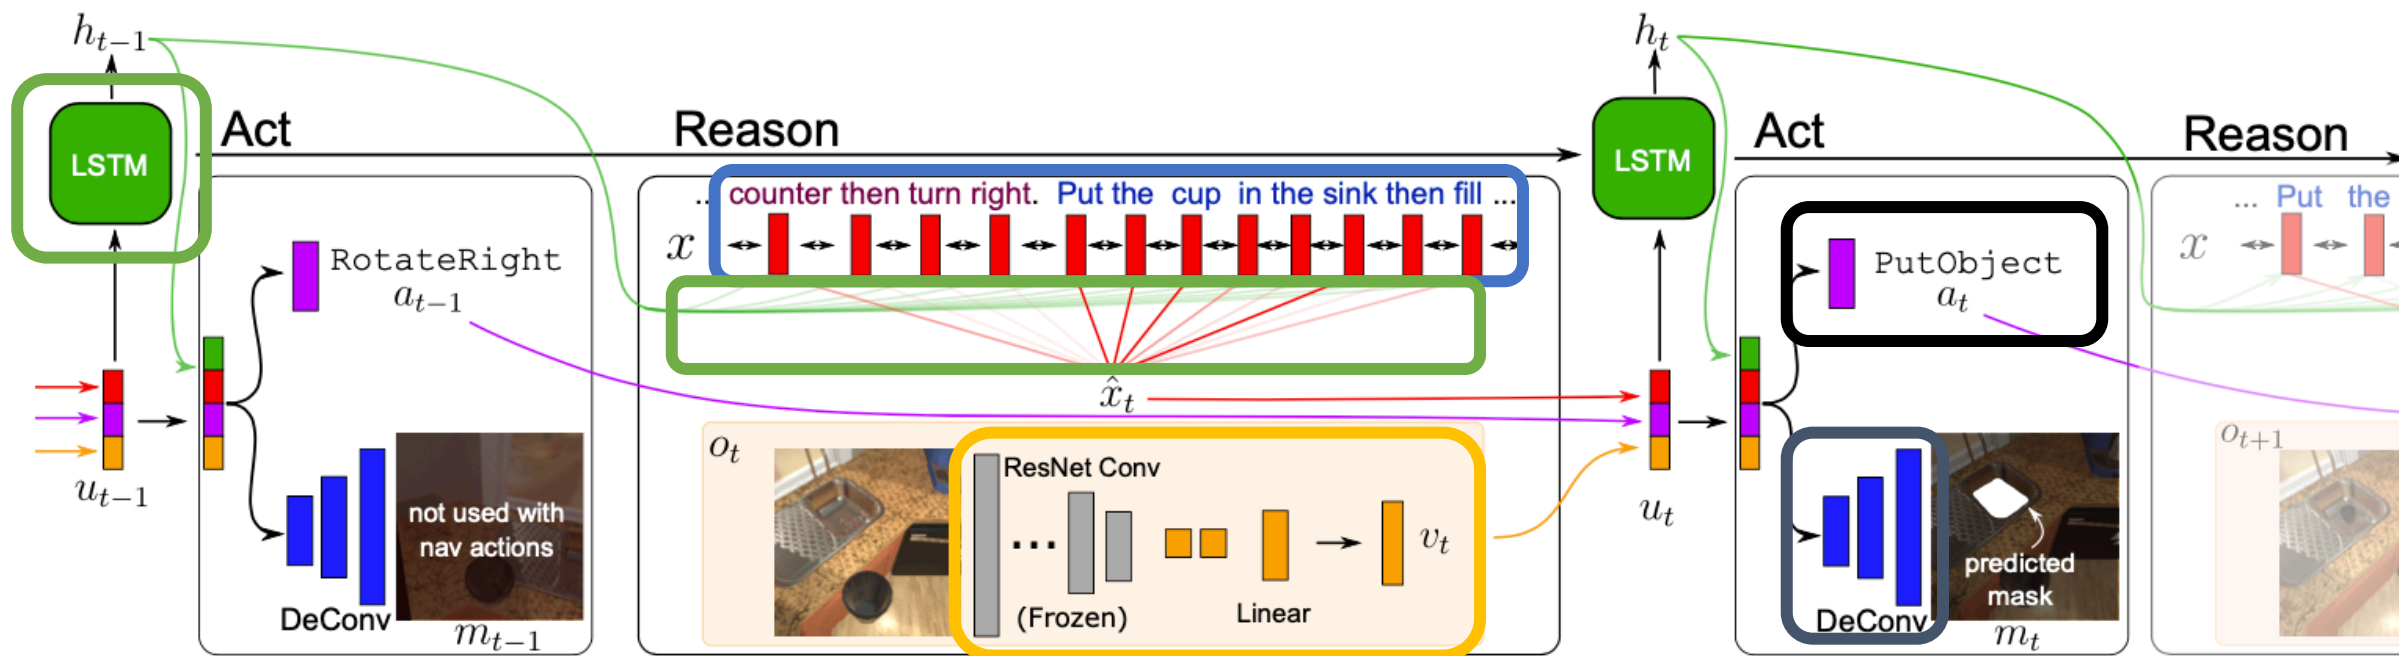 h_{t−1}
h_t
LSTM
Act
Reason
LSTM
Act
Reason
.. counter then turn right. Put the cup in the sink then fill ...
... Put the
x
x
RotateRight
a_{t−1}
PutObject
a_t
x̂_t
u_{t−1}
o_t
ResNet Conv
...
(Frozen)
Linear
v_t
u_t
o_{t+1}
not used with
nav actions
DeConv
m_{t−1}
predicted
mask
DeConv
m_t